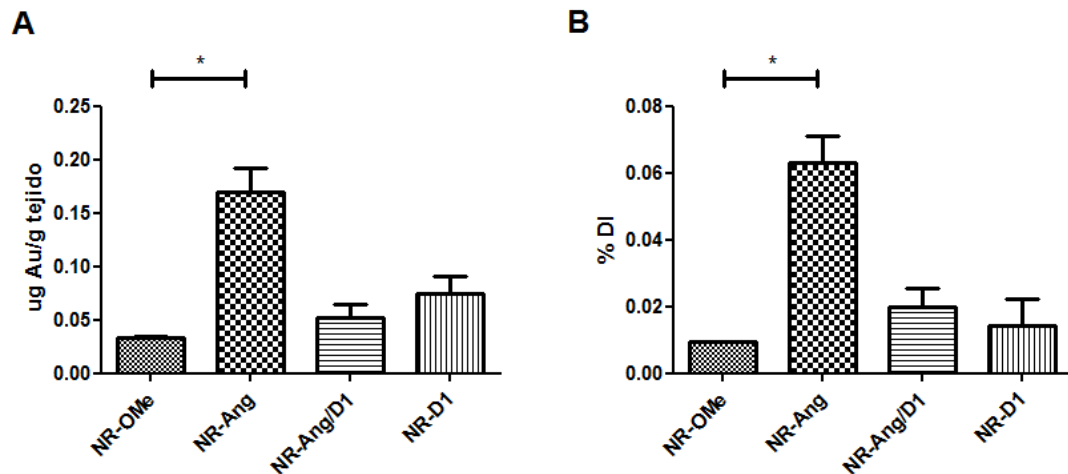 A
*
ug Au/g tejido
0.25
0.20
0.15
0.10
0.05
0.00
NR-OMe
NR-Ang
NR-Ang/D1
NR-D1
B
*
% DI
0.08
0.06
0.04
0.02
0.00
NR-OMe
NR-Ang
NR-Ang/D1
NR-D1